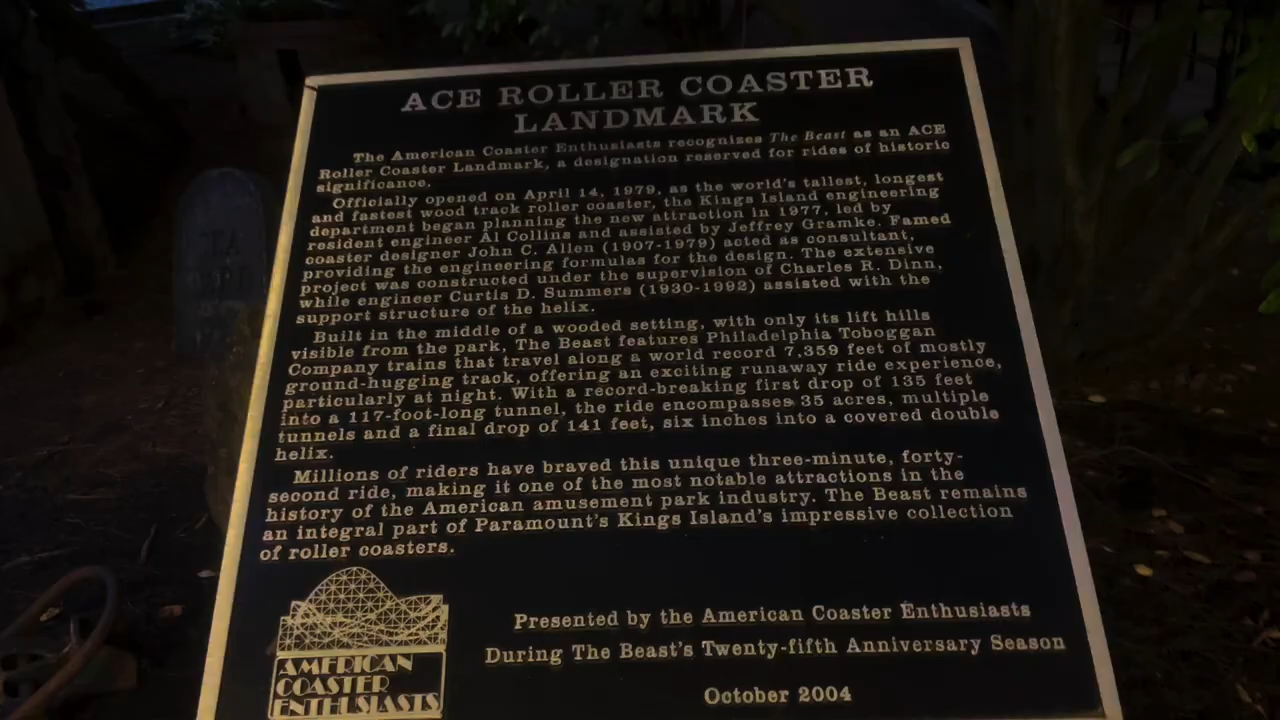 ACE ROLLER COASTER
LANDMARK
The American Coaster Enthusiasts recognizes The Beast as an ACE
Roller Coaster Landmark, a designation reserved for rides of historic
significance.
Officially opened on April 14, 1979, as the world's tallest, longest
and fastest wood track roller coaster, the Kings Island engineering
department began planning the new attraction in 1977, led by
resident engineer Al Collins and assisted by Jeffrey Gramke. Famed
coaster designer John C. Allen (1907-1979) acted as consultant,
providing the engineering formulas for the design. The extensive
project was constructed under the supervision of Charles R. Dinn,
while engineer Curtis D. Summers (1930-1992) assisted with the
support structure of the helix.
Built in the middle of a wooded setting, with only its lift hills
visible from the park, The Beast features Philadelphia Toboggan
Company trains that travel along a world record 7,359 feet of mostly
ground-hugging track, offering an exciting runaway ride experience,
particularly at night. With a record-breaking first drop of 135 feet
into a 117-foot-long tunnel, the ride encompasses 35 acres, multiple
tunnels and a final drop of 141 feet, six inches into a covered double
helix.
Millions of riders have braved this unique three-minute, forty-
second ride, making it one of the most notable attractions in the
history of the American amusement park industry. The Beast remains
an integral part of Paramount's Kings Island's impressive collection
of roller coasters.
Presented by the American Coaster Enthusiasts
During The Beast's Twenty-fifth Anniversary Season
October 2004
AMERICAN
COASTER
ENTHUSIASTS